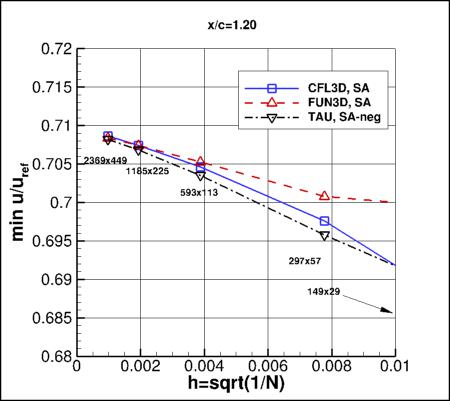 x/c=1.20
0.72
0.715
0.71
0.705
0.7
0.695
0.69
0.685
0.68
min u/uref
CFL3D, SA
FUN3D, SA
TAU, SA-neg
2369x449
1185x225
593x113
297x57
149x29
0
0.002
0.004
0.006
0.008
0.01
h=sqrt(1/N)